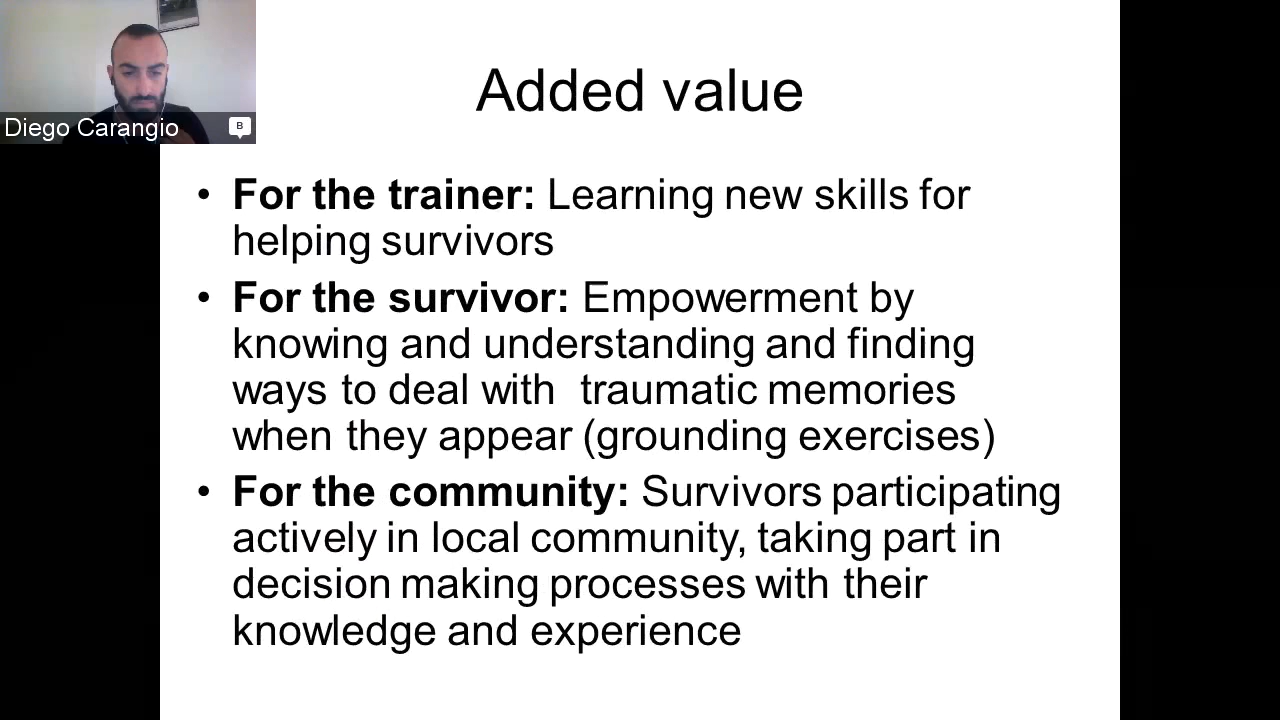 Diego Carangio
B
Added value
• For the trainer: Learning new skills for
helping survivors
• For the survivor: Empowerment by
knowing and understanding and finding
ways to deal with  traumatic memories
when they appear (grounding exercises)
• For the community: Survivors participating
actively in local community, taking part in
decision making processes with their
knowledge and experience